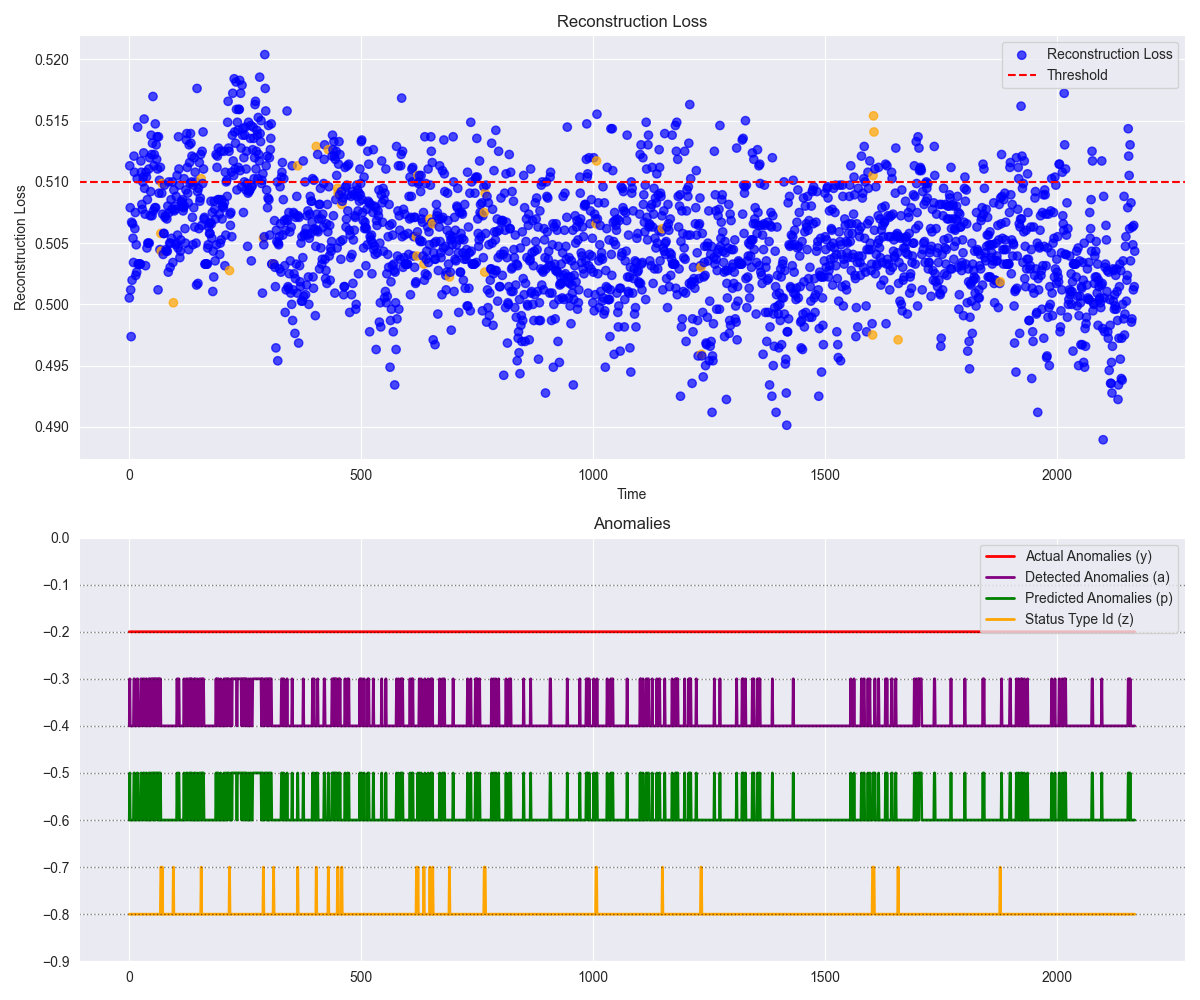 Reconstruction Loss
Reconstruction Loss
Threshold
Reconstruction Loss
0.520
0.515
0.510
0.505
0.500
0.495
0.490
0 500 1000 1500 2000
Time
Anomalies
Actual Anomalies (y)
Detected Anomalies (a)
Predicted Anomalies (p)
Status Type Id (z)
0.0
−0.1
−0.2
−0.3
−0.4
−0.5
−0.6
−0.7
−0.8
−0.9
0 500 1000 1500 2000